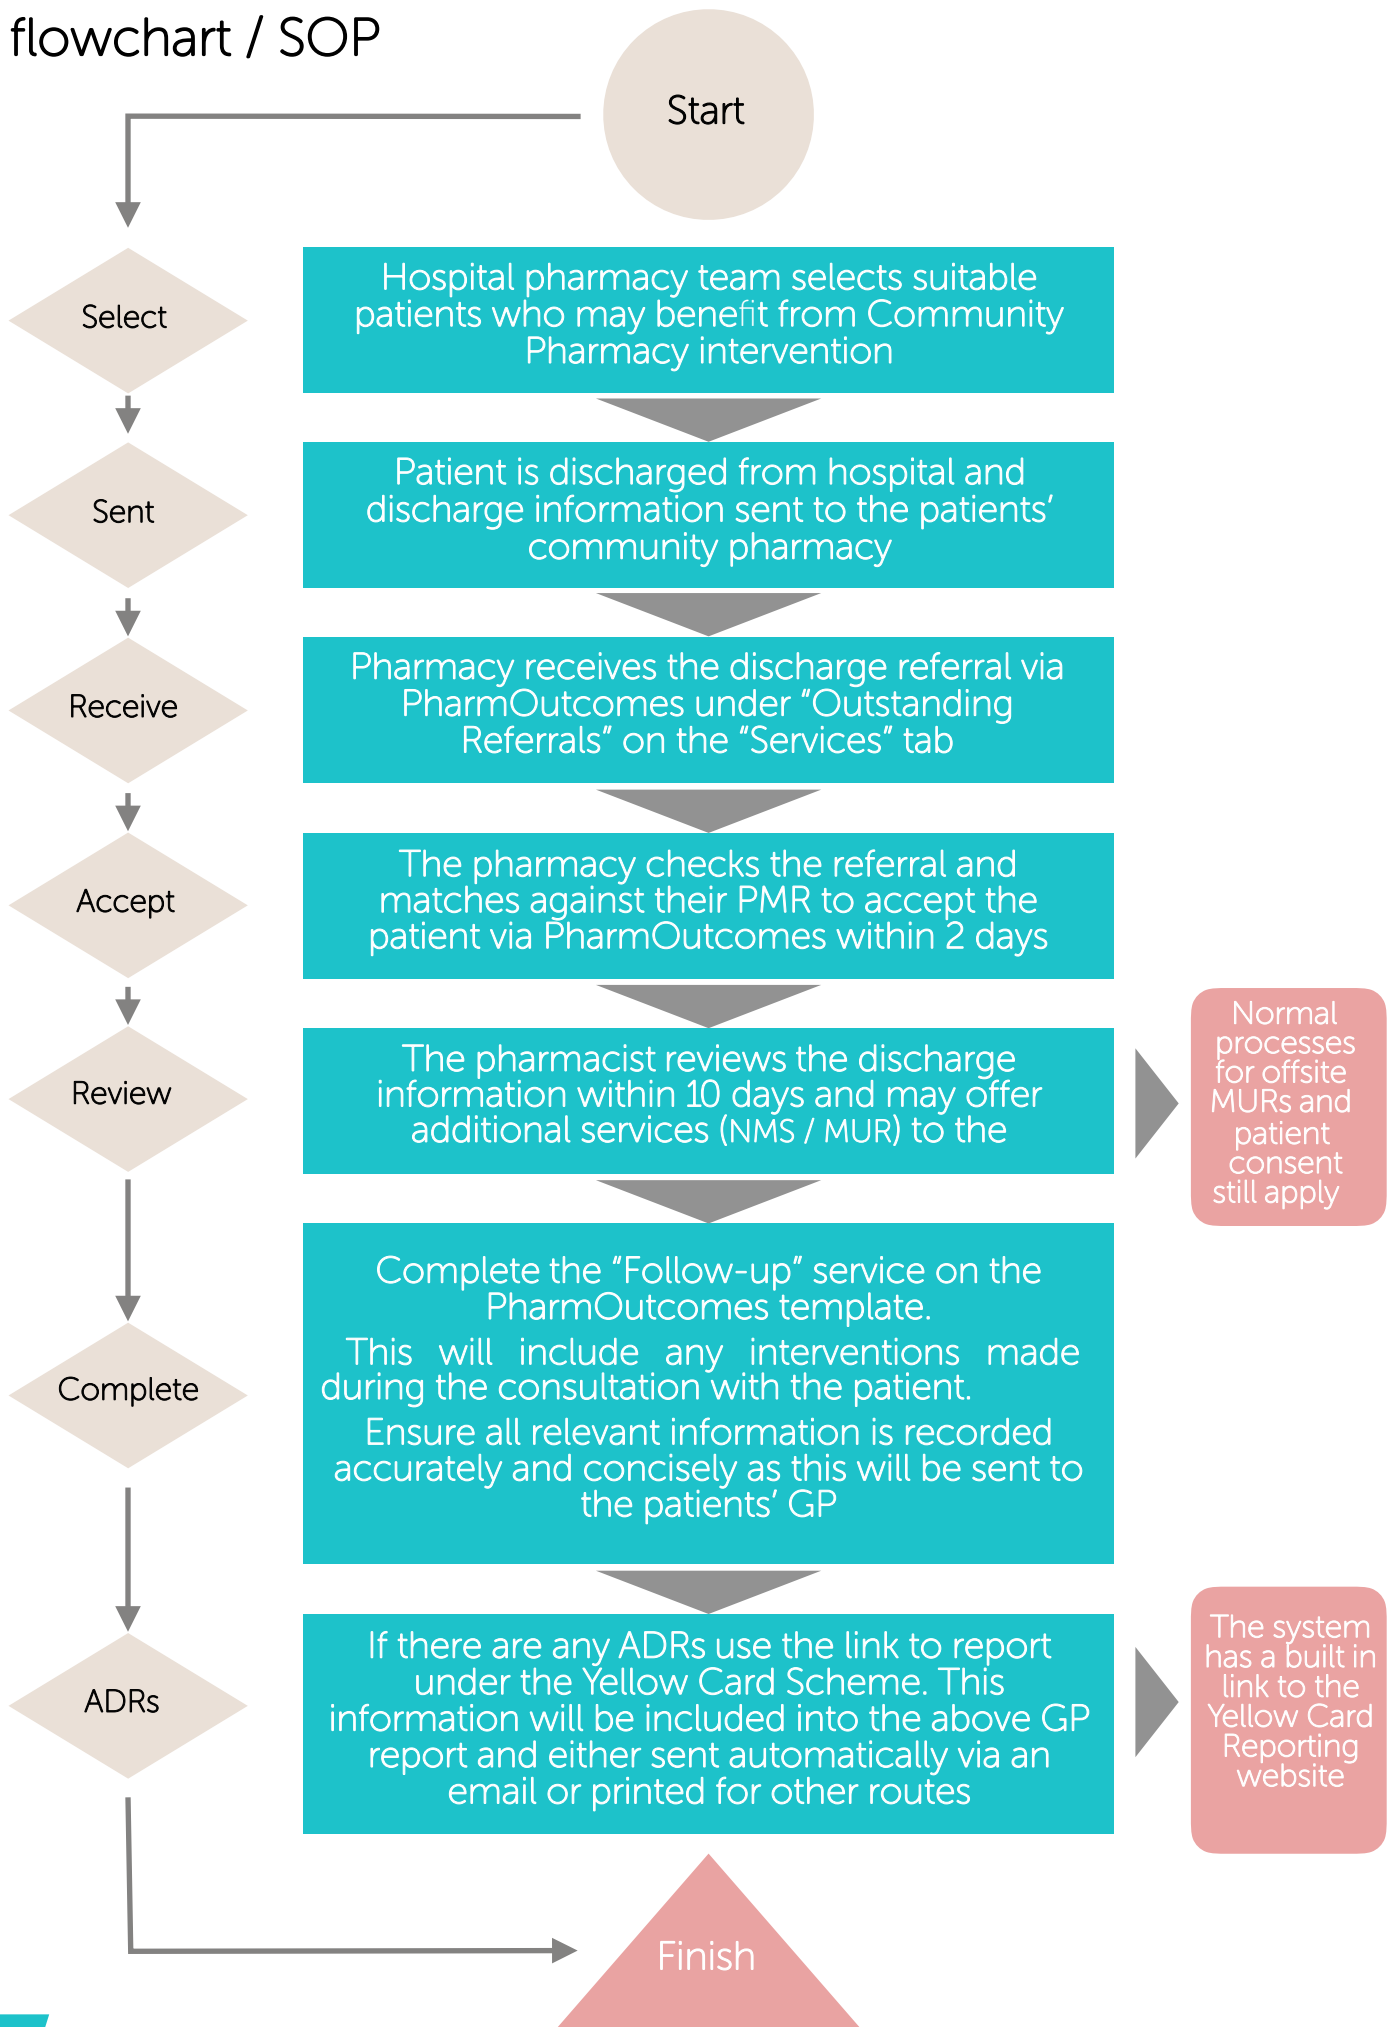 flowchart / SOP
Start
Select
Hospital pharmacy team selects suitable
patients who may benefit from Community
Pharmacy intervention
Sent
Patient is discharged from hospital and
discharge information sent to the patients’
community pharmacy
Receive
Pharmacy receives the discharge referral via
PharmOutcomes under “Outstanding
Referrals” on the “Services” tab
Accept
The pharmacy checks the referral and
matches against their PMR to accept the
patient via PharmOutcomes within 2 days
Review
The pharmacist reviews the discharge
information within 10 days and may offer
additional services (NMS / MUR) to the
Normal
processes
for offsite
MURs and
patient
consent
still apply
Complete
Complete the “Follow-up” service on the
PharmOutcomes template.
This will include any interventions made
during the consultation with the patient.
Ensure all relevant information is recorded
accurately and concisely as this will be sent to
the patients’ GP
ADRs
If there are any ADRs use the link to report
under the Yellow Card Scheme. This
information will be included into the above GP
report and either sent automatically via an
email or printed for other routes
The system
has a built in
link to the
Yellow Card
Reporting
website
Finish